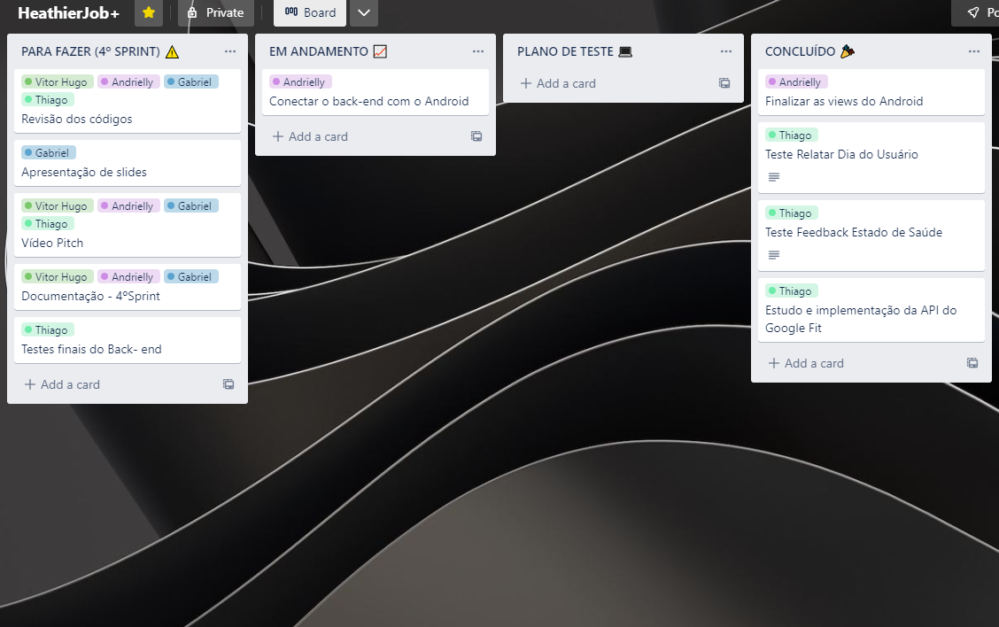 HeathierJob+
Private
Board
Po
PARA FAZER (4º SPRINT) ⚠
Vitor Hugo Andrielly Gabriel
Thiago
Revisão dos códigos
Gabriel
Apresentação de slides
Vitor Hugo Andrielly Gabriel
Thiago
Vídeo Pitch
Vitor Hugo Andrielly Gabriel
Documentação - 4ºSprint
Thiago
Testes finais do Back- end
+ Add a card
EM ANDAMENTO 📈
Andrielly
Conectar o back-end com o Android
+ Add a card
PLANO DE TESTE 💻
+ Add a card
CONCLUÍDO 🎉
Andrielly
Finalizar as views do Android
Thiago
Teste Relatar Dia do Usuário
Thiago
Teste Feedback Estado de Saúde
Thiago
Estudo e implementação da API do
Google Fit
+ Add a card